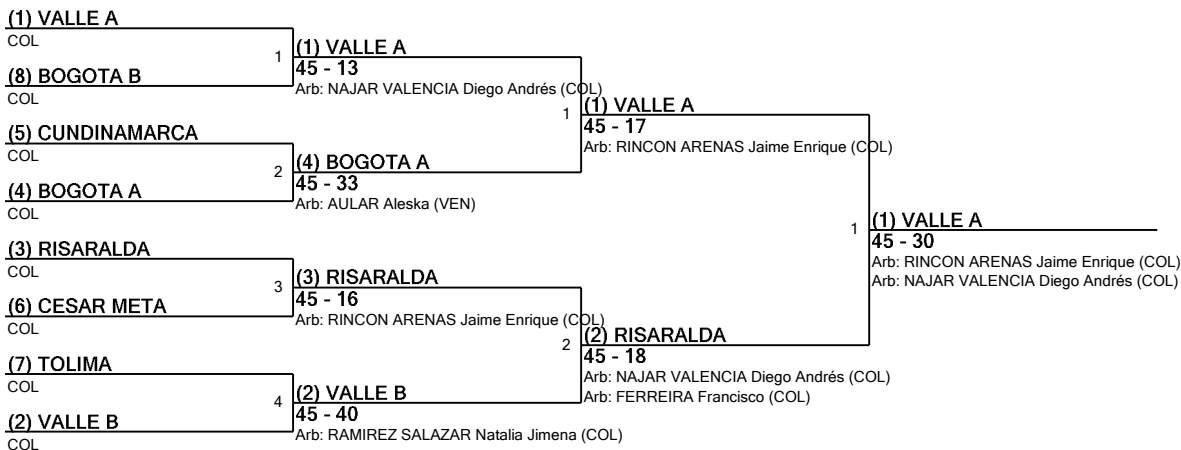 (1) VALLE A
COL
(8) BOGOTA B
COL
(5) CUNDINAMARCA
COL
(4) BOGOTA A
COL
(3) RISARALDA
COL
(6) CESAR META
COL
(7) TOLIMA
COL
(2) VALLE B
COL
1
(1) VALLE A
45 - 13
Arb: NAJAR VALENCIA Diego Andrés (COL)
2
(4) BOGOTA A
45 - 33
Arb: AULAR Aleska (VEN)
3
(3) RISARALDA
45 - 16
Arb: RINCON ARENAS Jaime Enrique (COL)
4
(2) VALLE B
45 - 40
Arb: RAMIREZ SALAZAR Natalia Jimena (COL)
1
(1) VALLE A
45 - 17
Arb: RINCON ARENAS Jaime Enrique (COL)
2
(2) RISARALDA
45 - 18
Arb: NAJAR VALENCIA Diego Andrés (COL)
Arb: FERREIRA Francisco (COL)
1
(1) VALLE A
45 - 30
Arb: RINCON ARENAS Jaime Enrique (COL)
Arb: NAJAR VALENCIA Diego Andrés (COL)